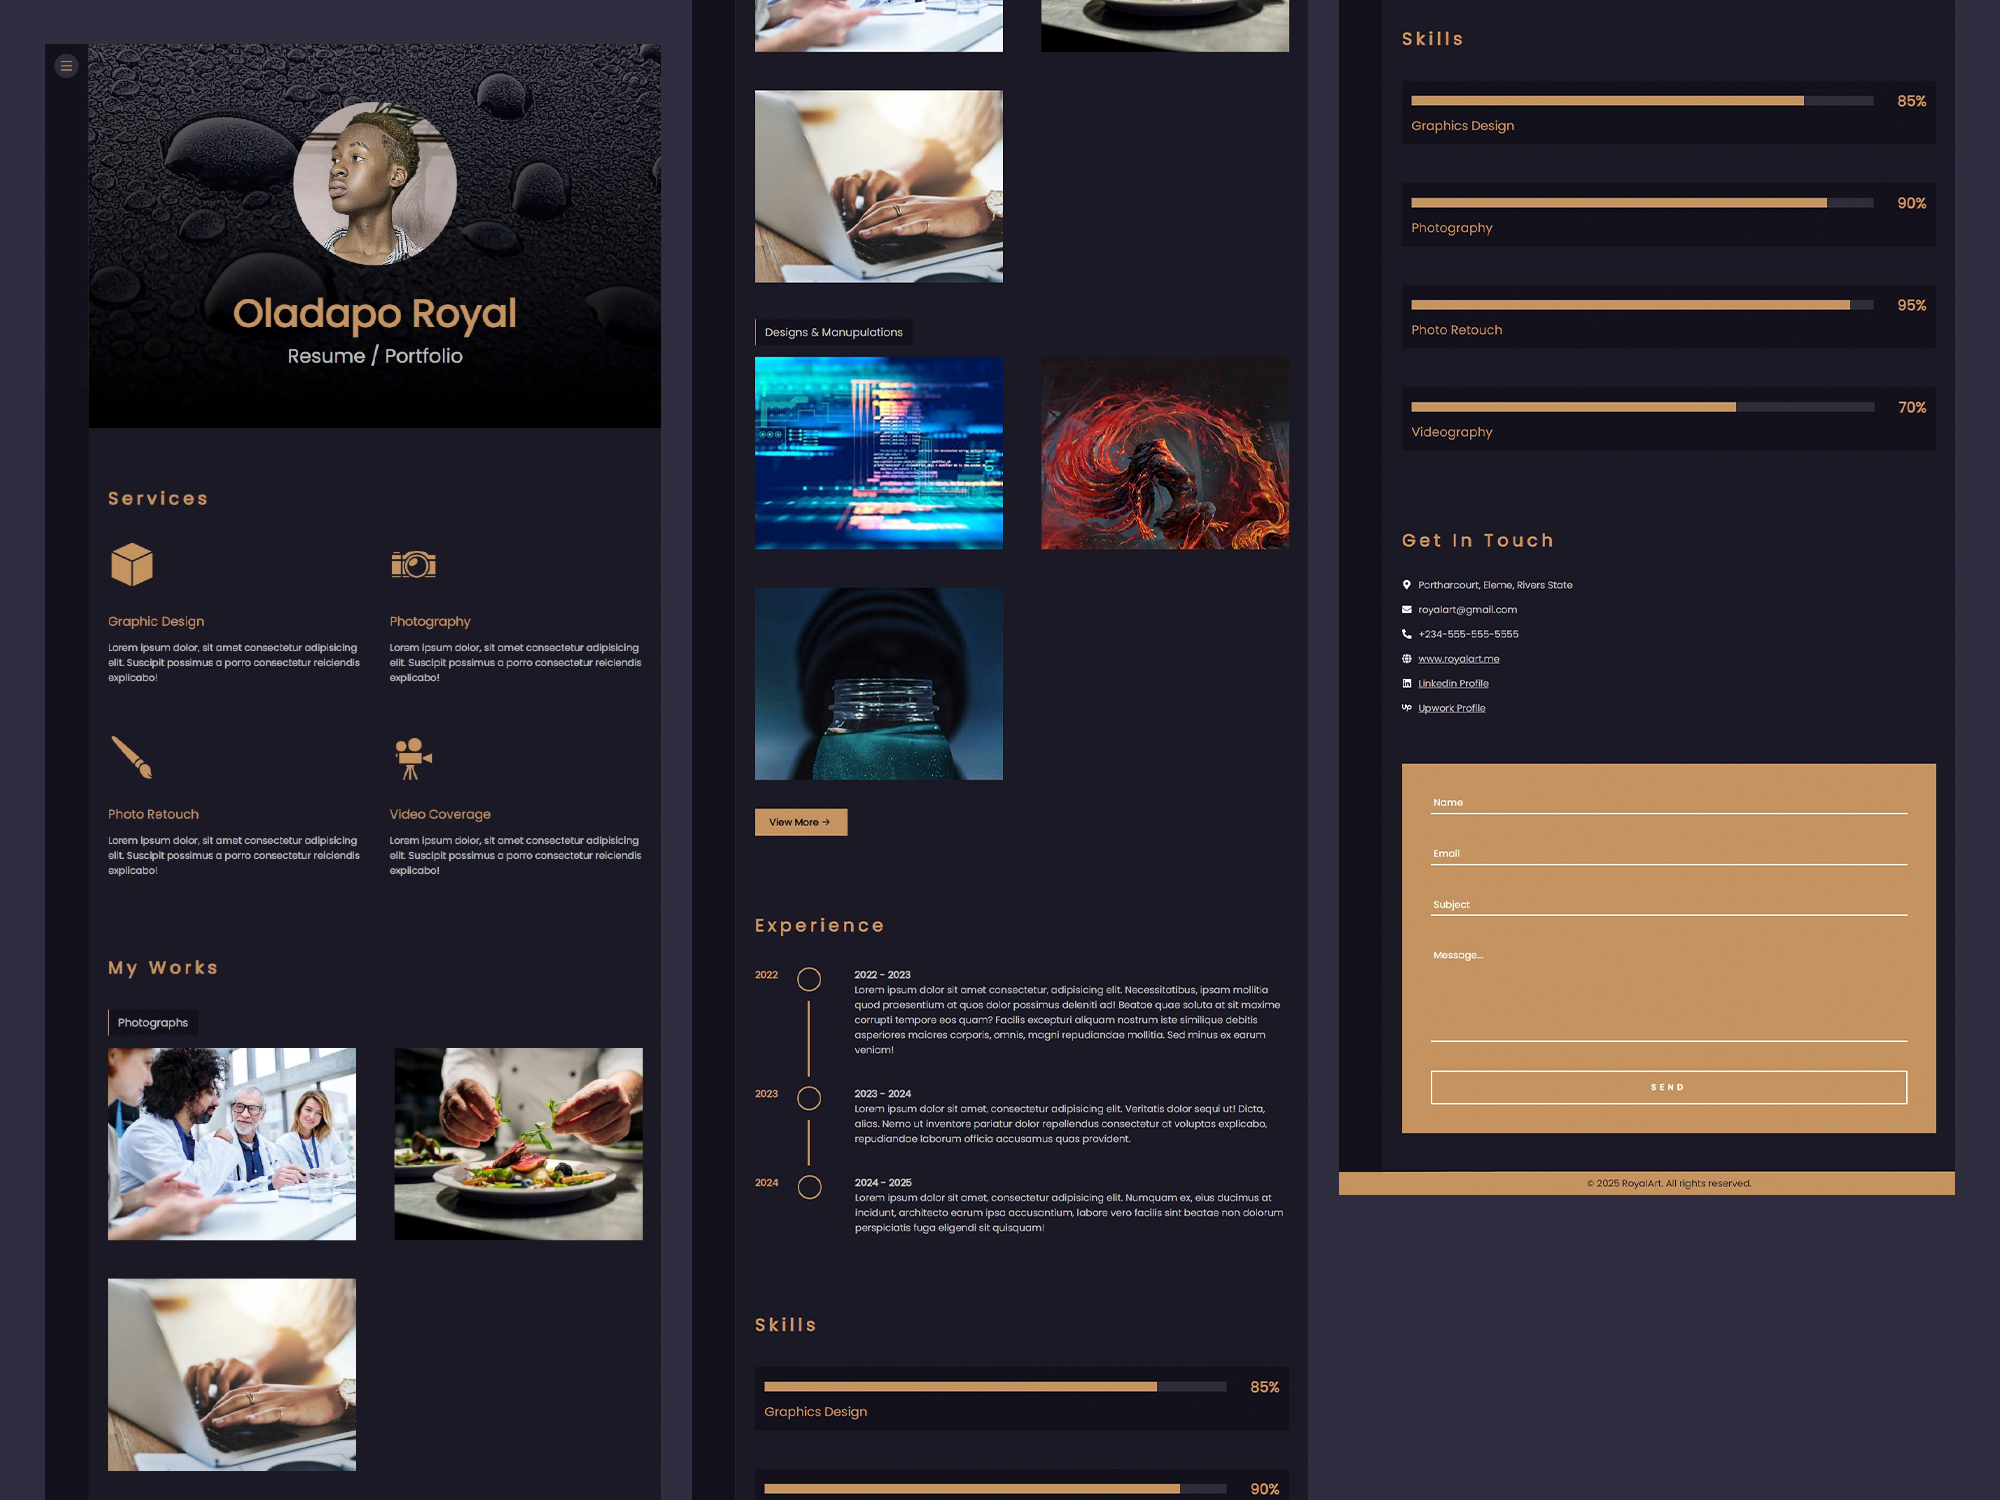 Oladapo Royal
Resume / Portfolio
Services
Graphic Design
Lorem ipsum dolor, sit amet consectetur adipisicing
elit. Suscipit possimus a porro consectetur reiciendis
explicabo!
Photography
Lorem ipsum dolor, sit amet consectetur adipisicing
elit. Suscipit possimus a porro consectetur reiciendis
explicabo!
Photo Retouch
Lorem ipsum dolor, sit amet consectetur adipisicing
elit. Suscipit possimus a porro consectetur reiciendis
explicabo!
Video Coverage
Lorem ipsum dolor, sit amet consectetur adipisicing
elit. Suscipit possimus a porro consectetur reiciendis
explicabo!
My Works
Photographs
Designs & Manupulations
View More →
Experience
2022
2022 - 2023
Lorem ipsum dolor sit amet consectetur, adipisicing elit. Necessitatibus, ipsam mollitia
quod praesentium at quos dolor possimus deleniti ad! Beatae quae soluta at sit maxime
corrupti tempore eos quam? Facilis excepturi aliquam nostrum iste similique debitis
asperiores maiores corporis, omnis, magni repudiandae mollitia. Sed minus ex earum
veniam!
2023
2023 - 2024
Lorem ipsum dolor sit amet, consectetur adipisicing elit. Veritatis dolor sequi ut! Dicta,
alias. Nemo ut inventore pariatur dolor repellendus consectetur at voluptas explicabo,
repudiandae laborum officia accusamus quas provident.
2024
2024 - 2025
Lorem ipsum dolor sit amet, consectetur adipisicing elit. Numquam ex, eius ducimus at
incidunt, architecto earum ipsa accusantium, labore vero facilis sint beatae non dolorum
perspiciatis fuga eligendi sit quisquam!
Skills
85%
Graphics Design
90%
Skills
85%
Graphics Design
90%
Photography
95%
Photo Retouch
70%
Videography
Get In Touch
Portharcourt, Eleme, Rivers State
royalart@gmail.com
+234-555-555-5555
www.royalart.me
Linkedin Profile
Upwork Profile
Name
Email
Subject
Message...
SEND
© 2025 RoyalArt. All rights reserved.